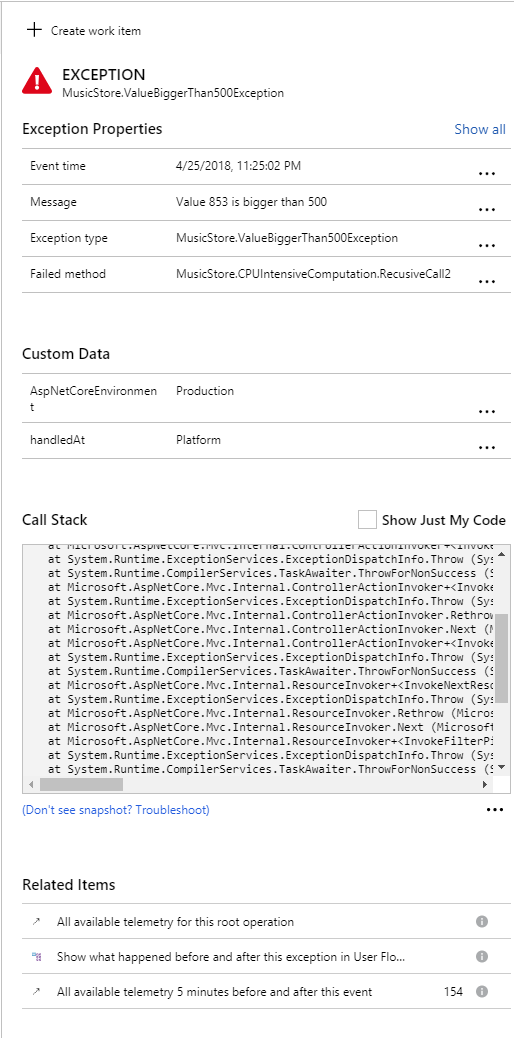 + Create work item
EXCEPTION
MusicStore.ValueBiggerThan500Exception
Exception Properties Show all
Event time 4/25/2018, 11:25:02 PM ...
Message Value 853 is bigger than 500 ...
Exception type MusicStore.ValueBiggerThan500Exception ...
Failed method MusicStore.CPUIntensiveComputation.RecusiveCall2 ...
Custom Data
AspNetCoreEnvironmen Production
t ...
handledAt Platform ...
Call Stack Show Just My Code
at Microsoft.AspNetCore.Mvc.Internal.ControllerActionInvoker+<Invoke
at System.Runtime.ExceptionServices.ExceptionDispatchInfo.Throw (Sys
at System.Runtime.CompilerServices.TaskAwaiter.ThrowForNonSuccess (S
at Microsoft.AspNetCore.Mvc.Internal.ControllerActionInvoker+<Invoke
at System.Runtime.ExceptionServices.ExceptionDispatchInfo.Throw (Sys
at Microsoft.AspNetCore.Mvc.Internal.ControllerActionInvoker.Rethrow
at Microsoft.AspNetCore.Mvc.Internal.ControllerActionInvoker.Next (M
at Microsoft.AspNetCore.Mvc.Internal.ControllerActionInvoker+<Invoke
at System.Runtime.ExceptionServices.ExceptionDispatchInfo.Throw (Sys
at System.Runtime.CompilerServices.TaskAwaiter.ThrowForNonSuccess (S
at Microsoft.AspNetCore.Mvc.Internal.ResourceInvoker+<InvokeNextReso
at System.Runtime.ExceptionServices.ExceptionDispatchInfo.Throw (Sys
at Microsoft.AspNetCore.Mvc.Internal.ResourceInvoker.Rethrow (Micros
at Microsoft.AspNetCore.Mvc.Internal.ResourceInvoker.Next (Microsoft
at Microsoft.AspNetCore.Mvc.Internal.ResourceInvoker+<InvokeFilterPi
at System.Runtime.ExceptionServices.ExceptionDispatchInfo.Throw (Sys
at System.Runtime.CompilerServices.TaskAwaiter.ThrowForNonSuccess (S
(Don't see snapshot? Troubleshoot) ...
Related Items
All available telemetry for this root operation
Show what happened before and after this exception in User Flo...
All available telemetry 5 minutes before and after this event 154